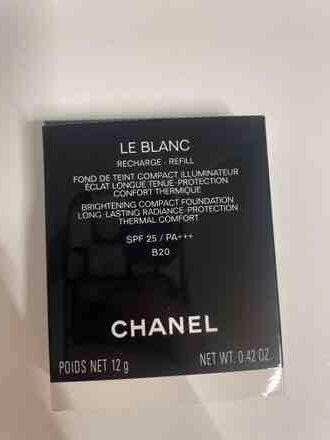 LE BLANC
RECHARGE - REFILL
FOND DE TEINT COMPACT ILLUMINATEUR
ÉCLAT LONGUE TENUE-PROTECTION
CONFORT THERMIQUE
BRIGHTENING COMPACT FOUNDATION
LONG-LASTING RADIANCE-PROTECTION
THERMAL COMFORT
SPF 25 / PA+++
B20
CHANEL
POIDS NET 12 g NET WT. 0.42 OZ